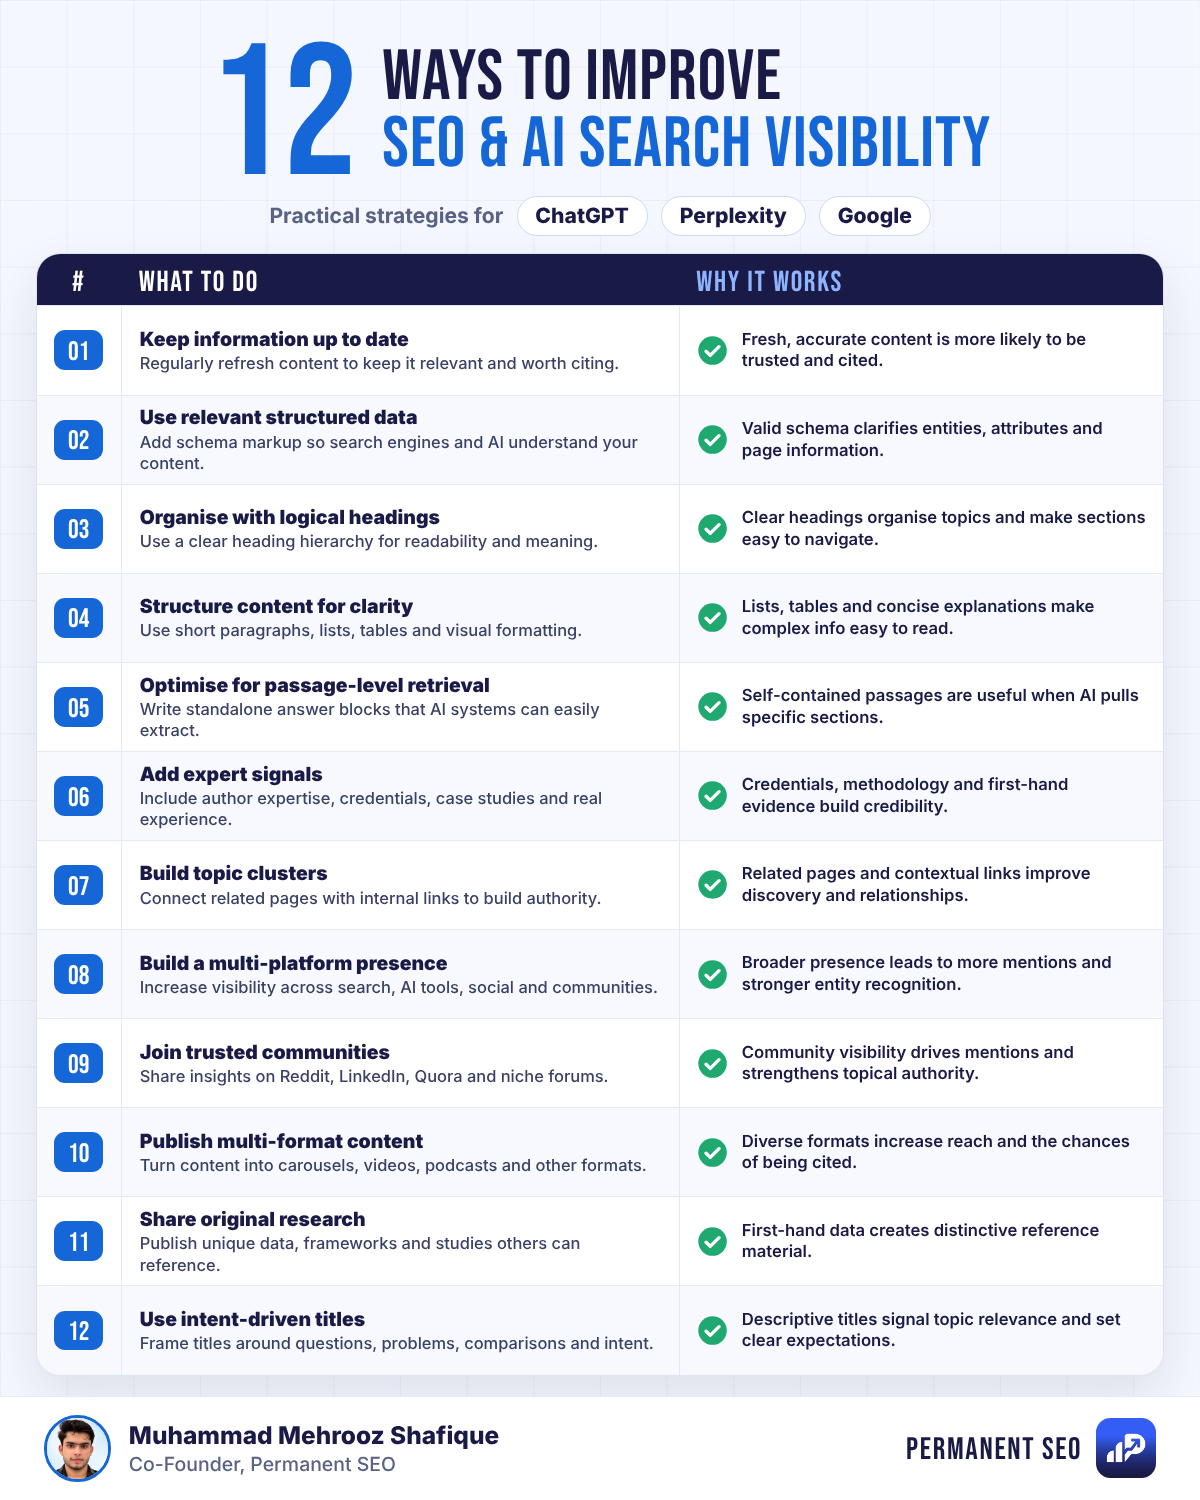 12
WAYS TO IMPROVE
SEO & AI SEARCH VISIBILITY
Practical strategies for ChatGPT Perplexity Google
# WHAT TO DO WHY IT WORKS
01
Keep information up to date
Regularly refresh content to keep it relevant and worth citing.
Fresh, accurate content is more likely to be
trusted and cited.
02
Use relevant structured data
Add schema markup so search engines and AI understand your
content.
Valid schema clarifies entities, attributes and
page information.
03
Organise with logical headings
Use a clear heading hierarchy for readability and meaning.
Clear headings organise topics and make sections
easy to navigate.
04
Structure content for clarity
Use short paragraphs, lists, tables and visual formatting.
Lists, tables and concise explanations make
complex info easy to read.
05
Optimise for passage-level retrieval
Write standalone answer blocks that AI systems can easily
extract.
Self-contained passages are useful when AI pulls
specific sections.
06
Add expert signals
Include author expertise, credentials, case studies and real
experience.
Credentials, methodology and first-hand
evidence build credibility.
07
Build topic clusters
Connect related pages with internal links to build authority.
Related pages and contextual links improve
discovery and relationships.
08
Build a multi-platform presence
Increase visibility across search, AI tools, social and communities.
Broader presence leads to more mentions and
stronger entity recognition.
09
Join trusted communities
Share insights on Reddit, LinkedIn, Quora and niche forums.
Community visibility drives mentions and
strengthens topical authority.
10
Publish multi-format content
Turn content into carousels, videos, podcasts and other formats.
Diverse formats increase reach and the chances
of being cited.
11
Share original research
Publish unique data, frameworks and studies others can
reference.
First-hand data creates distinctive reference
material.
12
Use intent-driven titles
Frame titles around questions, problems, comparisons and intent.
Descriptive titles signal topic relevance and set
clear expectations.
Muhammad Mehrooz Shafique
Co-Founder, Permanent SEO
PERMANENT SEO